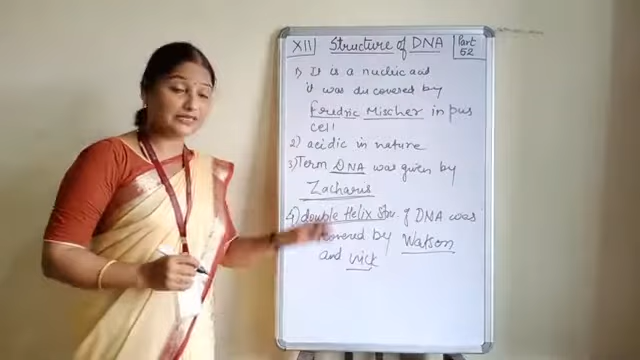 XII Structure of DNA Part 52
1) It is a nucleic acid
it was discovered by
Fredric Mischer in pus
cell!
2) acidic in nature
3) Term DNA was given by
Zacharus
4) double Helix Stru. of DNA was
covered by Watson
and